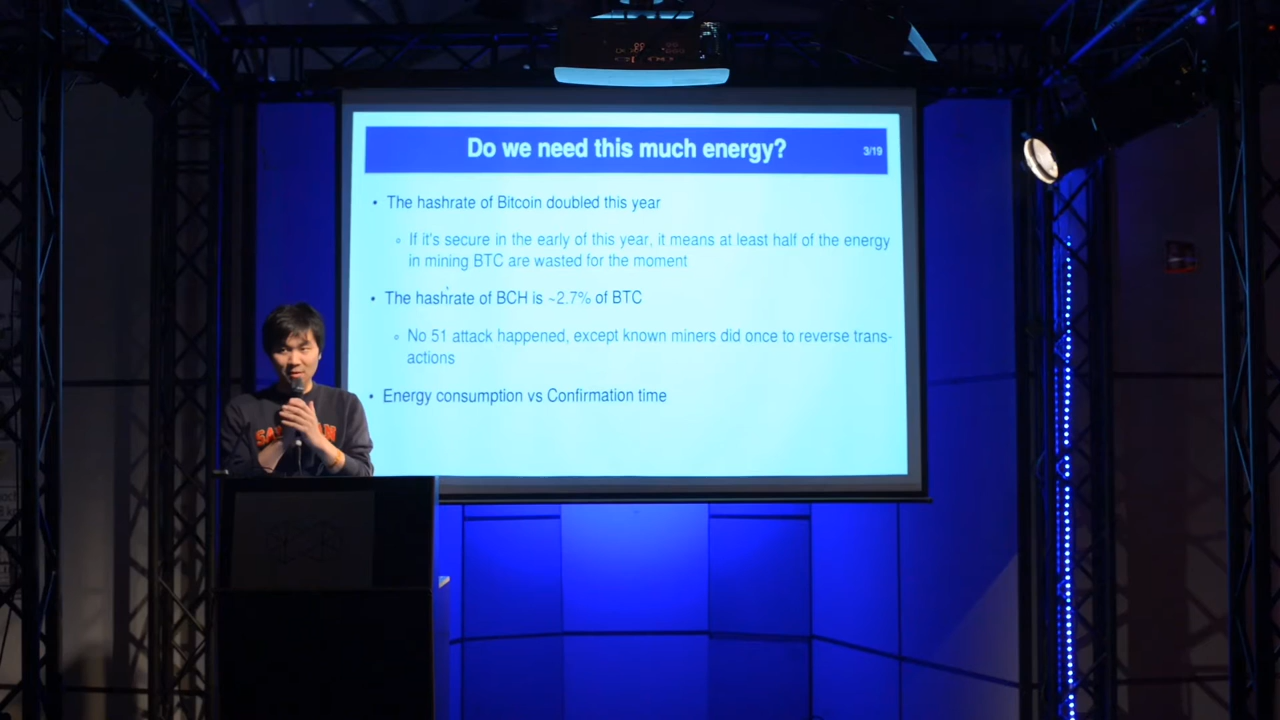 Do we need this much energy?
3/19
• The hashrate of Bitcoin doubled this year
◦ If it's secure in the early of this year, it means at least half of the energy
in mining BTC are wasted for the moment
• The hashrate of BCH is ~2.7% of BTC
◦ No 51 attack happened, except known miners did once to reverse trans-
actions
• Energy consumption vs Confirmation time